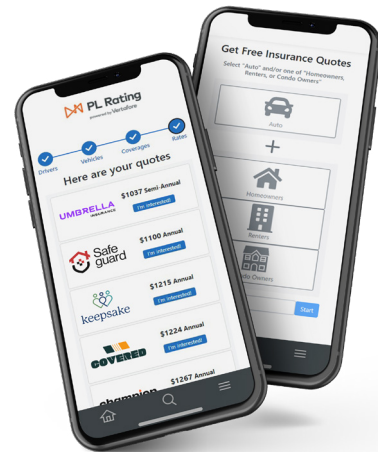 PL Rating
powered by Vertafore
Drivers
Vehicles
Coverages
Rates
Here are your quotes
UMBRELLA
INSURANCE
$1037 Semi-Annual
I'm interested!
Safe
guard
$1100 Annual
I'm interested!
keepsake
$1215 Annual
I'm interested!
COVERED
$1224 Annual
I'm interested!
champion
$1267 Annual
Get Free Insurance Quotes
Select "Auto" and/or one of "Homeowners,
Renters, or Condo Owners"
Auto
+
Homeowners
Renters
ndo Owners
Start